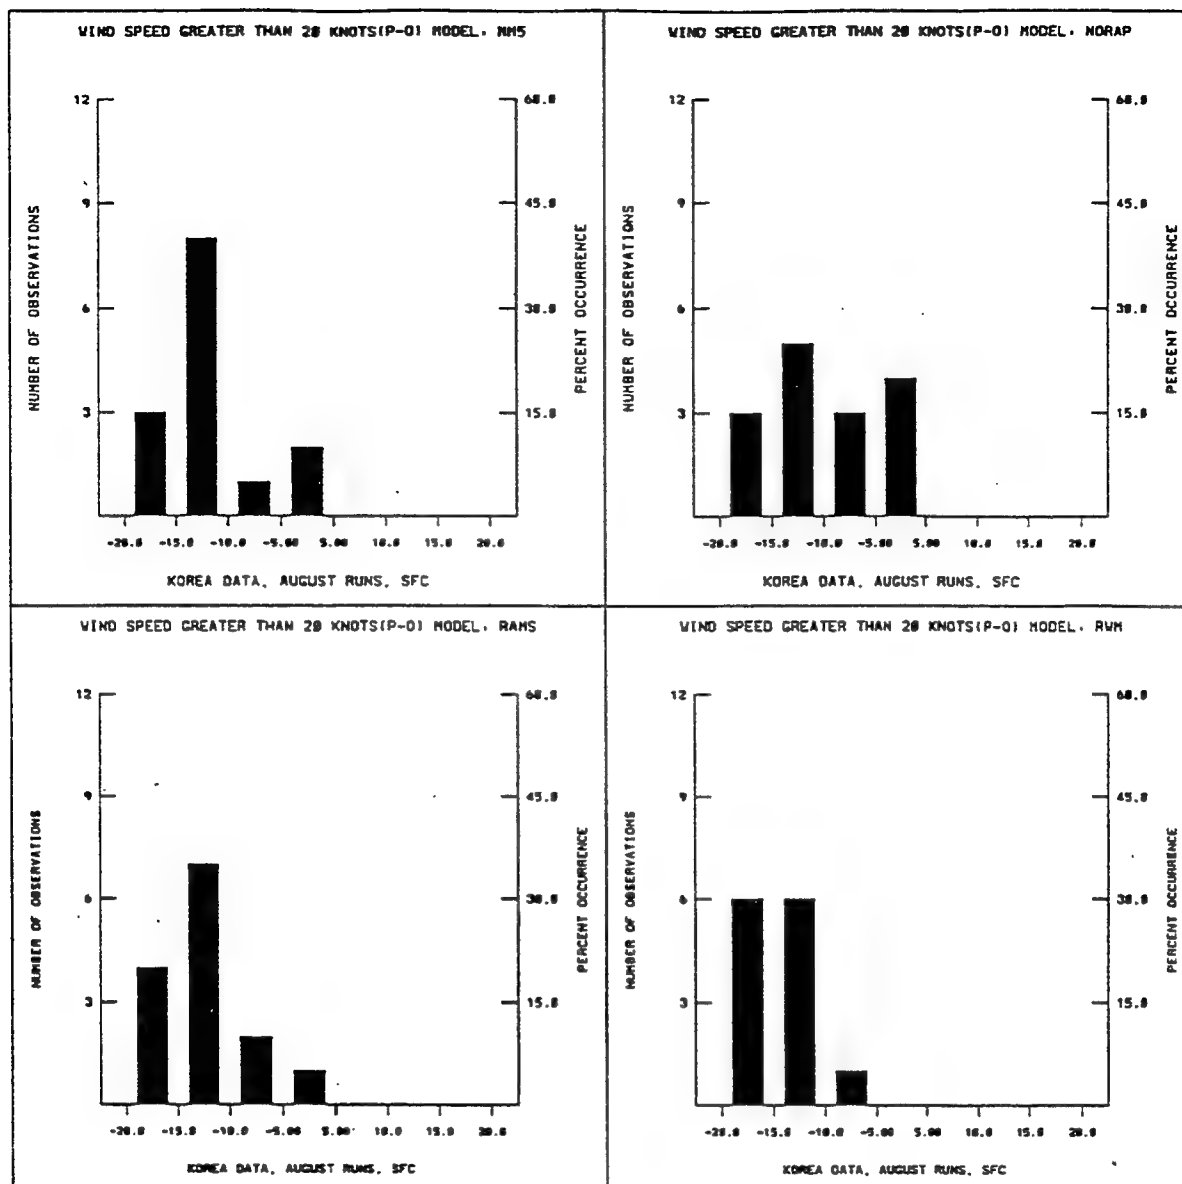 WIND SPEED GREATER THAN 20 KNOTS(P-O) MODEL. MM5
NUMBER OF OBSERVATIONS
12
9
6
3
60.0
45.0
30.0
15.0
PERCENT OCCURRENCE
-20.0 -15.0 -10.0 -5.00 5.00 10.0 15.0 20.0
KOREA DATA, AUGUST RUNS, SFC
WIND SPEED GREATER THAN 20 KNOTS(P-O) MODEL. NORAP
NUMBER OF OBSERVATIONS
12
9
6
3
60.0
45.0
30.0
15.0
PERCENT OCCURRENCE
-20.0 -15.0 -10.0 -5.00 5.00 10.0 15.0 20.0
KOREA DATA, AUGUST RUNS, SFC
WIND SPEED GREATER THAN 20 KNOTS(P-O) MODEL. RAMS
NUMBER OF OBSERVATIONS
12
9
6
3
60.0
45.0
30.0
15.0
PERCENT OCCURRENCE
-20.0 -15.0 -10.0 -5.00 5.00 10.0 15.0 20.0
KOREA DATA, AUGUST RUNS, SFC
WIND SPEED GREATER THAN 20 KNOTS(P-O) MODEL. RWM
NUMBER OF OBSERVATIONS
12
9
6
3
60.0
45.0
30.0
15.0
PERCENT OCCURRENCE
-20.0 -15.0 -10.0 -5.00 5.00 10.0 15.0 20.0
KOREA DATA, AUGUST RUNS, SFC